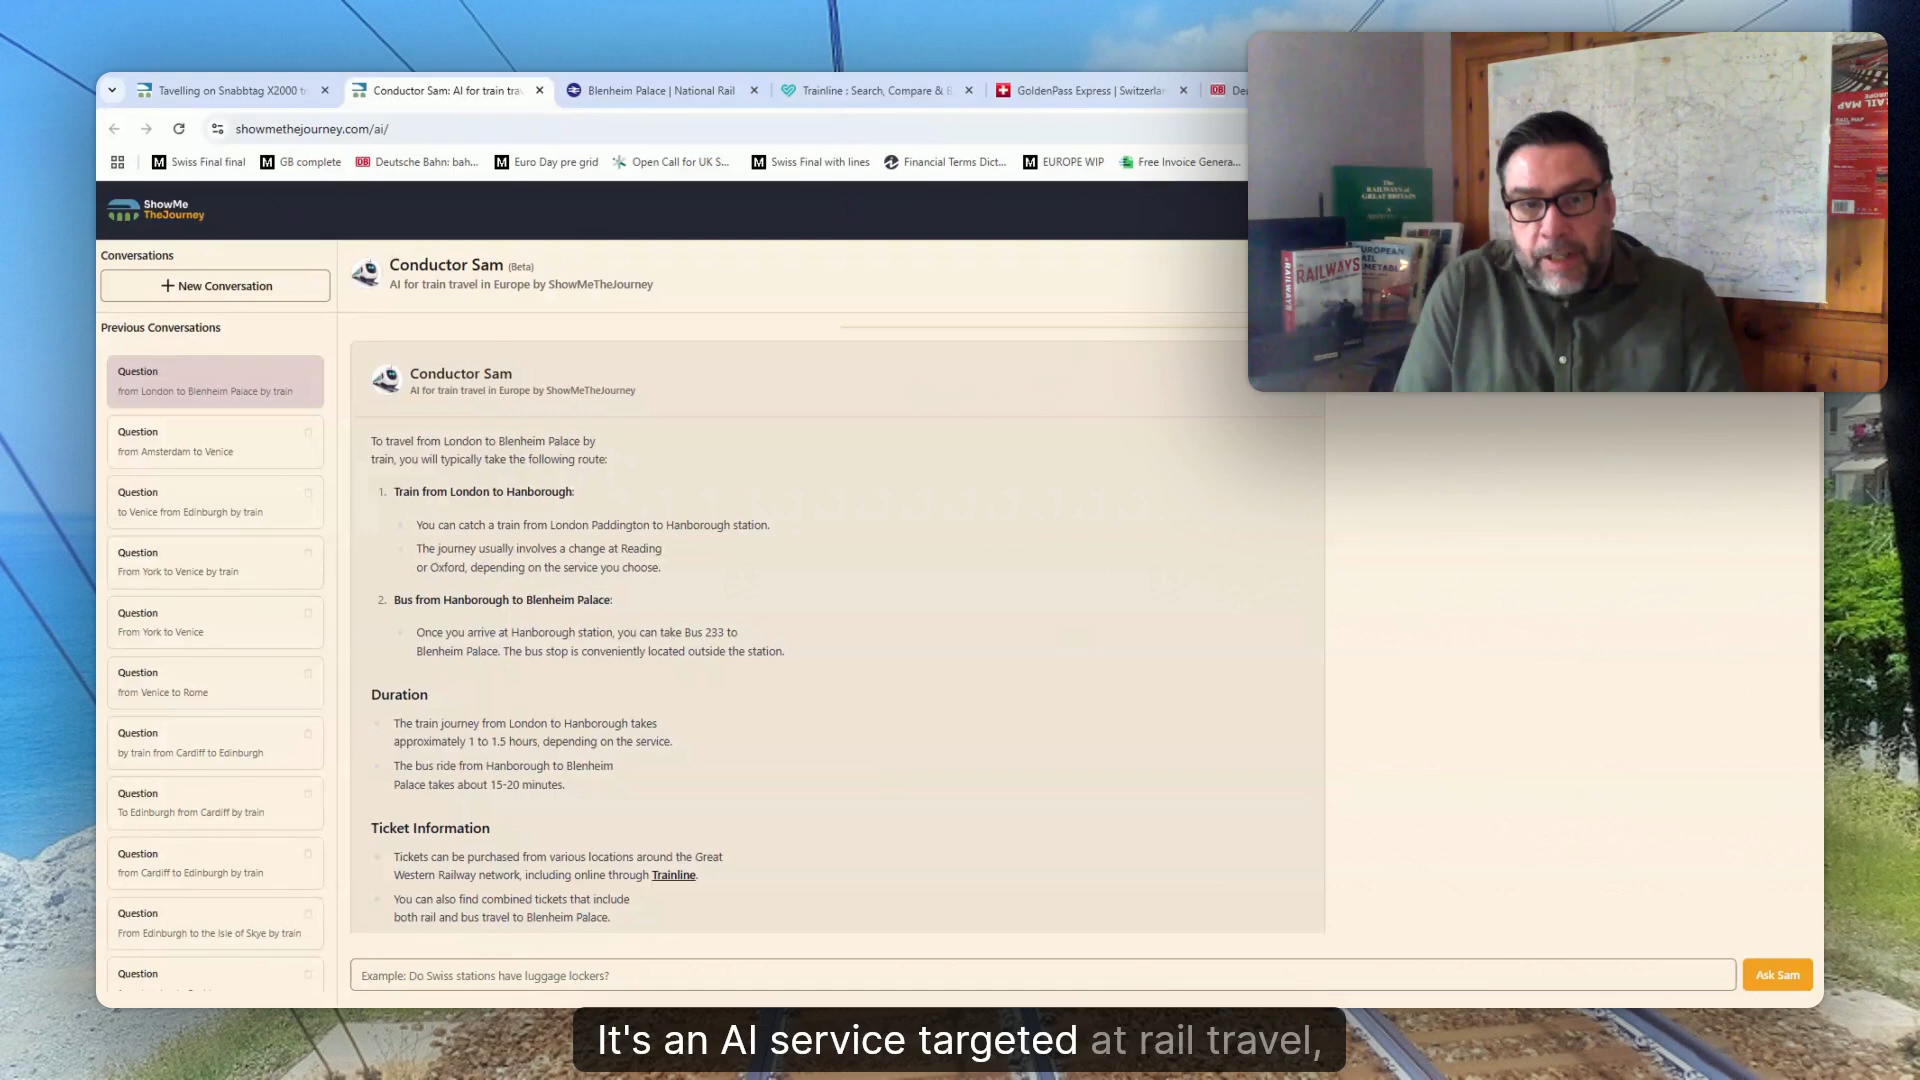 Tavelling on Snabbtag X2000 t
Conductor Sam: AI for train tra
Blenheim Palace | National Rail
Trainline : Search, Compare & B
GoldenPass Express | Switzerlan
DB
showmethejourney.com/ai/
Swiss Final final
GB complete
Deutsche Bahn: bah...
Euro Day pre grid
Open Call for UK S...
Swiss Final with lines
Financial Terms Dict...
EUROPE WIP
Free Invoice Genera...
ShowMe
TheJourney
Conversations
+ New Conversation
Previous Conversations
Question
from London to Blenheim Palace by train
Question
from Amsterdam to Venice
Question
to Venice from Edinburgh by train
Question
From York to Venice by train
Question
From York to Venice
Question
from Venice to Rome
Question
by train from Cardiff to Edinburgh
Question
To Edinburgh from Cardiff by train
Question
from Cardiff to Edinburgh by train
Question
From Edinburgh to the Isle of Skye by train
Question
Conductor Sam (Beta)
AI for train travel in Europe by ShowMeTheJourney
Conductor Sam
AI for train travel in Europe by ShowMeTheJourney
To travel from London to Blenheim Palace by
train, you will typically take the following route:
1. Train from London to Hanborough:
You can catch a train from London Paddington to Hanborough station.
The journey usually involves a change at Reading
or Oxford, depending on the service you choose.
2. Bus from Hanborough to Blenheim Palace:
Once you arrive at Hanborough station, you can take Bus 233 to
Blenheim Palace. The bus stop is conveniently located outside the station.
Duration
The train journey from London to Hanborough takes
approximately 1 to 1.5 hours, depending on the service.
The bus ride from Hanborough to Blenheim
Palace takes about 15-20 minutes.
Ticket Information
Tickets can be purchased from various locations around the Great
Western Railway network, including online through Trainline.
You can also find combined tickets that include
both rail and bus travel to Blenheim Palace.
Example: Do Swiss stations have luggage lockers?
Ask Sam
The
RAILWAYS of
GREAT BRITAIN
RAILWAYS
EUROPEAN
RAIL
TIMETABLE
RAIL MAP
It's an AI service targeted at rail travel,